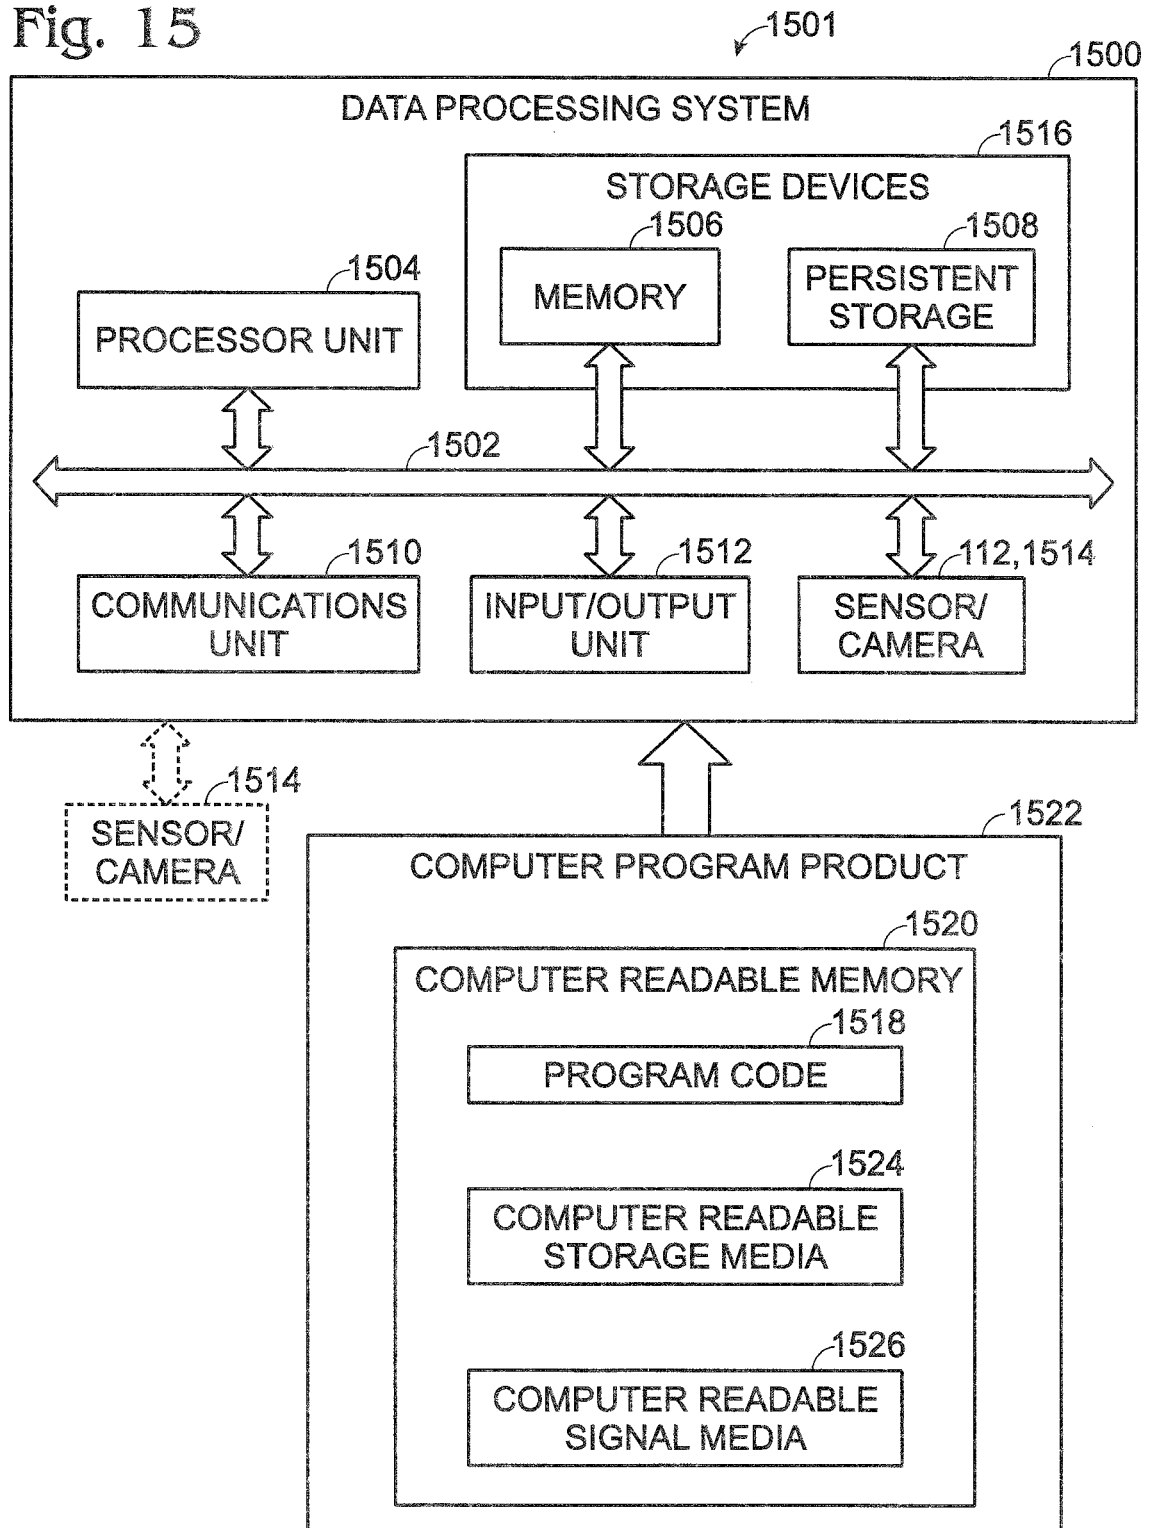 Fig. 15
1501
1500
DATA PROCESSING SYSTEM
1516
STORAGE DEVICES
1506
MEMORY
1508
PERSISTENT
STORAGE
1504
PROCESSOR UNIT
1502
1510
COMMUNICATIONS
UNIT
1512
INPUT/OUTPUT
UNIT
112,1514
SENSOR/
CAMERA
1514
SENSOR/
CAMERA
1522
COMPUTER PROGRAM PRODUCT
1520
COMPUTER READABLE MEMORY
1518
PROGRAM CODE
1524
COMPUTER READABLE
STORAGE MEDIA
1526
COMPUTER READABLE
SIGNAL MEDIA